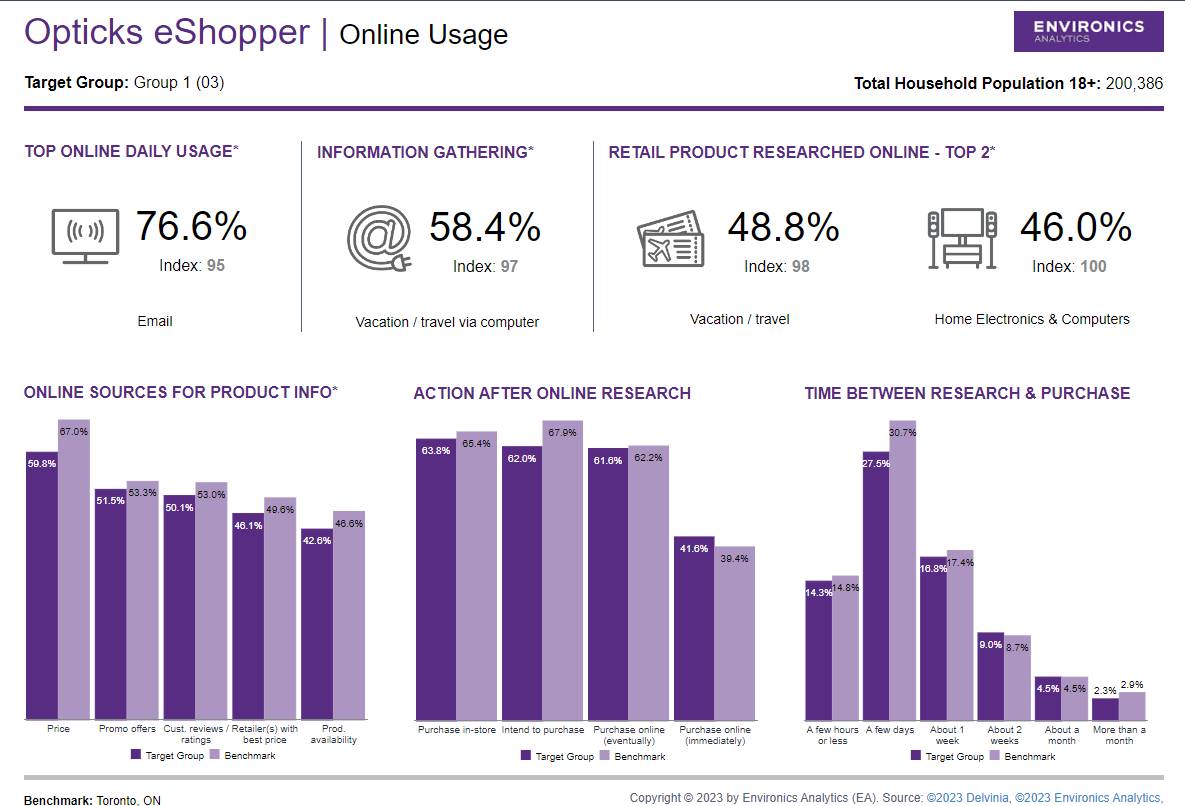 Opticks eShopper | Online Usage
ENVIRONICS
ANALYTICS
Target Group: Group 1 (03)
Total Household Population 18+: 200,386
TOP ONLINE DAILY USAGE*
INFORMATION GATHERING*
RETAIL PRODUCT RESEARCHED ONLINE - TOP 2*
76.6%
Index: 95
Email
58.4%
Index: 97
Vacation / travel via computer
48.8%
Index: 98
Vacation / travel
46.0%
Index: 100
Home Electronics & Computers
ONLINE SOURCES FOR PRODUCT INFO*
67.0%
59.8%
51.5%
53.3%
50.1%
53.0%
46.1%
49.6%
42.6%
46.6%
Price
Promo offers
Cust. reviews /
ratings
Retailer(s) with
best price
Prod.
availability
Target Group
Benchmark
ACTION AFTER ONLINE RESEARCH
63.8%
65.4%
62.0%
67.9%
61.6%
62.2%
41.6%
39.4%
Purchase in-store
Intend to purchase
Purchase online
(eventually)
Purchase online
(immediately)
Target Group
Benchmark
TIME BETWEEN RESEARCH & PURCHASE
14.3%
14.8%
27.5%
30.7%
16.8%
17.4%
9.0%
8.7%
4.5%
4.5%
2.3%
2.9%
A few hours
or less
A few days
About 1
week
About 2
weeks
About a
month
More than a
month
Target Group
Benchmark
Benchmark: Toronto, ON
Copyright © 2023 by Environics Analytics (EA). Source: ©2023 Delvinia, ©2023 Environics Analytics,